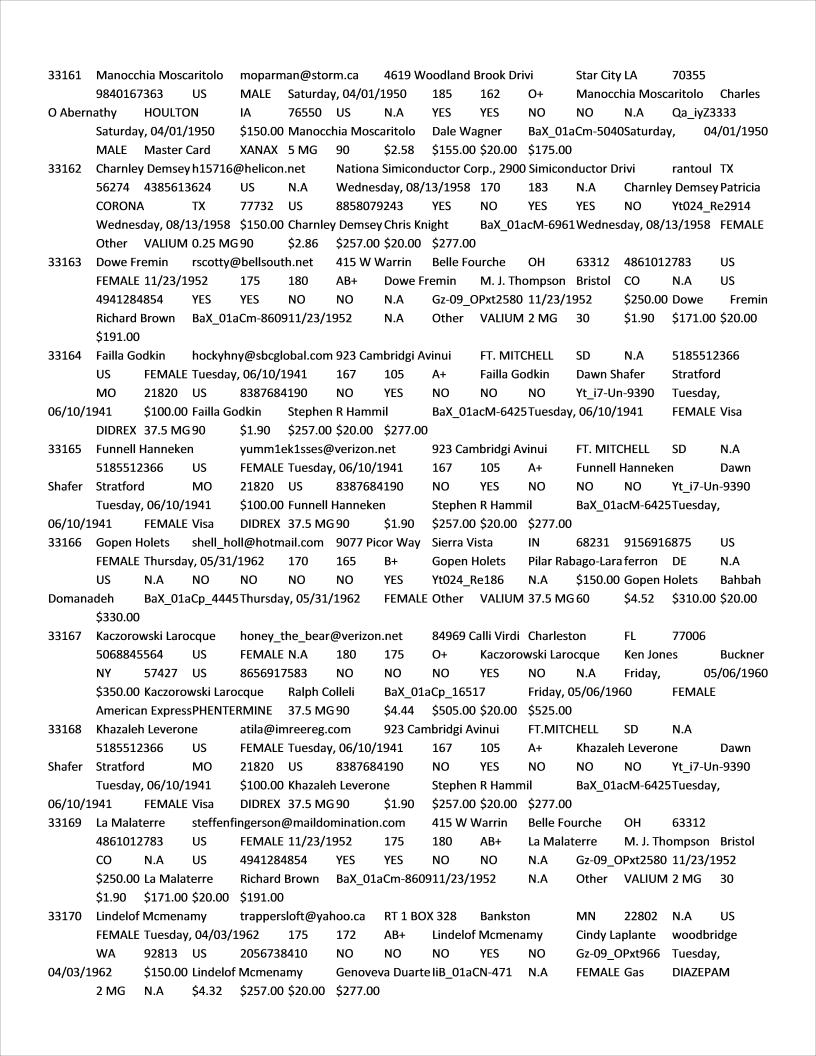 33161 Manocchia Moscaritolo moparman@storm.ca 4619 Woodland Brook Drivi Star City LA 70355
9840167363 US MALE Saturday, 04/01/1950 185 162 O+ Manocchia Moscaritolo Charles
O Abernathy HOULTON IA 76550 US N.A YES YES NO NO N.A Qa_iyZ3333
Saturday, 04/01/1950 $150.00 Manocchia Moscaritolo Dale Wagner BaX_01aCm-5040Saturday, 04/01/1950
MALE Master Card XANAX 5 MG 90 $2.58 $155.00 $20.00 $175.00
33162 Charnley Demsey h15716@helicon.net Nationa Simiconductor Corp., 2900 Simiconductor Drivi rantoul TX
56274 4385613624 US N.A Wednesday, 08/13/1958 170 183 N.A Charnley Demsey Patricia
CORONA TX 77732 US 8858079243 YES NO YES YES NO Yt024_Re2914
Wednesday, 08/13/1958 $150.00 Charnley Demsey Chris Knight BaX_01acM-6961Wednesday, 08/13/1958 FEMALE
Other VALIUM 0.25 MG 90 $2.86 $257.00 $20.00 $277.00
33163 Dowe Fremin rscotty@bellsouth.net 415 W Warrin Belle Fourche OH 63312 4861012783 US
FEMALE 11/23/1952 175 180 AB+ Dowe Fremin M. J. Thompson Bristol CO N.A US
4941284854 YES YES NO NO N.A Gz-09_OPxt2580 11/23/1952 $250.00 Dowe Fremin
Richard Brown BaX_01aCm-860911/23/1952 N.A Other VALIUM 2 MG 30 $1.90 $171.00 $20.00
$191.00
33164 Failla Godkin hockyhny@sbcglobal.com 923 Cambridgi Avinui FT. MITCHELL SD N.A 5185512366
US FEMALE Tuesday, 06/10/1941 167 105 A+ Failla Godkin Dawn Shafer Stratford
MO 21820 US 8387684190 NO YES NO NO NO Yt_i7-Un-9390 Tuesday,
06/10/1941 $100.00 Failla Godkin Stephen R Hammil BaX_01acM-6425Tuesday, 06/10/1941 FEMALE Visa
DIDREX 37.5 MG 90 $1.90 $257.00 $20.00 $277.00
33165 Funnell Hanneken yumm1ek1sses@verizon.net 923 Cambridgi Avinui FT. MITCHELL SD N.A
5185512366 US FEMALE Tuesday, 06/10/1941 167 105 A+ Funnell Hanneken Dawn
Shafer Stratford MO 21820 US 8387684190 NO YES NO NO NO Yt_i7-Un-9390
Tuesday, 06/10/1941 $100.00 Funnell Hanneken Stephen R Hammil BaX_01acM-6425Tuesday,
06/10/1941 FEMALE Visa DIDREX 37.5 MG 90 $1.90 $257.00 $20.00 $277.00
33166 Gopen Holets shell_holl@hotmail.com 9077 Picor Way Sierra Vista IN 68231 9156916875 US
FEMALE Thursday, 05/31/1962 170 165 B+ Gopen Holets Pilar Rabago-Lara ferron DE N.A
US N.A NO NO NO NO YES Yt024_Re186 N.A $150.00 Gopen Holets Bahbah
Domanadeh BaX_01aCp_4445Thursday, 05/31/1962 FEMALE Other VALIUM 37.5 MG 60 $4.52 $310.00 $20.00
$330.00
33167 Kaczorowski Larocque honey_the_bear@verizon.net 84969 Calli Virdi Charleston FL 77006
5068845564 US FEMALE N.A 180 175 O+ Kaczorowski Larocque Ken Jones Buckner
NY 57427 US 8656917583 NO NO NO YES NO N.A Friday, 05/06/1960
$350.00 Kaczorowski Larocque Ralph Colleli BaX_01aCp_16517 Friday, 05/06/1960 FEMALE
American ExpressPHENTERMINE 37.5 MG 90 $4.44 $505.00 $20.00 $525.00
33168 Khazaleh Leverone atila@imreereg.com 923 Cambridgi Avinui FT.MITCHELL SD N.A
5185512366 US FEMALE Tuesday, 06/10/1941 167 105 A+ Khazaleh Leverone Dawn
Shafer Stratford MO 21820 US 8387684190 NO YES NO NO NO Yt_i7-Un-9390
Tuesday, 06/10/1941 $100.00 Khazaleh Leverone Stephen R Hammil BaX_01acM-6425Tuesday,
06/10/1941 FEMALE Visa DIDREX 37.5 MG 90 $1.90 $257.00 $20.00 $277.00
33169 La Malaterre steffenfingerson@maildomination.com 415 W Warrin Belle Fourche OH 63312
4861012783 US FEMALE 11/23/1952 175 180 AB+ La Malaterre M. J. Thompson Bristol
CO N.A US 4941284854 YES YES NO NO N.A Gz-09_OPxt2580 11/23/1952
$250.00 La Malaterre Richard Brown BaX_01aCm-860911/23/1952 N.A Other VALIUM 2 MG 30
$1.90 $171.00 $20.00 $191.00
33170 Lindelof Mcmenamy trappersloft@yahoo.ca RT 1 BOX 328 Bankston MN 22802 N.A US
FEMALE Tuesday, 04/03/1962 175 172 AB+ Lindelof Mcmenamy Cindy Laplante woodbridge
WA 92813 US 2056738410 NO NO NO YES NO Gz-09_OPxt966 Tuesday,
04/03/1962 $150.00 Lindelof Mcmenamy Genoveva Duarte liB_01aCN-471 N.A FEMALE Gas DIAZEPAM
2 MG N.A $4.32 $257.00 $20.00 $277.00